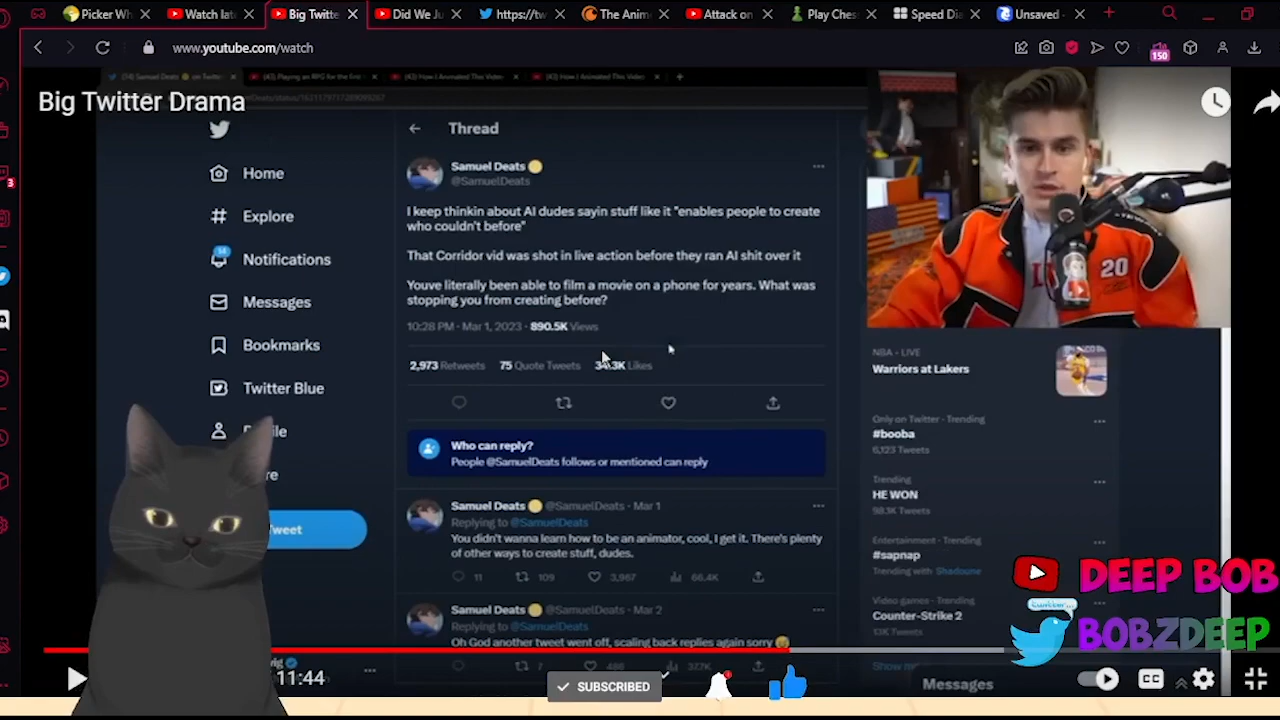 Picker Wh
Watch lat
Big Twitte
Did We Ju
https://tw
The Anim
Attack on
Play Chess
Speed Dia
Unsaved -
www.youtube.com/watch
150
Big Twitter Drama
Thread
Samuel Deats
@SamuelDeats
I keep thinkin about AI dudes sayin stuff like it "enables people to create
who couldn't before"
That Corridor vid was shot in live action before they ran AI shit over it
Youve literally been able to film a movie on a phone for years. What was
stopping you from creating before?
10:28 PM · Mar 1, 2023 · 890.5K Views
2,973 Retweets 75 Quote Tweets 34.3K Likes
Who can reply?
People @SamuelDeats follows or mentioned can reply
Samuel Deats @SamuelDeats · Mar 1
Replying to @SamuelDeats
You didn't wanna learn how to be an animator, cool, I get it. There's plenty
of other ways to create stuff, dudes.
11 109 3,967 66.4K
Samuel Deats @SamuelDeats · Mar 2
Replying to @SamuelDeats
Oh God another tweet went off, scaling back replies again sorry
7 486
Home
Explore
Notifications
Messages
Bookmarks
Twitter Blue
Tweet
20
NBA · LIVE
Warriors at Lakers
Only on Twitter · Trending
#booba
6,123 Tweets
Trending
HE WON
98.1K Tweets
Entertainment · Trending
#sapnap
Trending with Shadoune
Video games · Trending
Counter-Strike 2
Messages
DEEP BOB
BOBZDEEP
11:44
SUBSCRIBED
CC
3